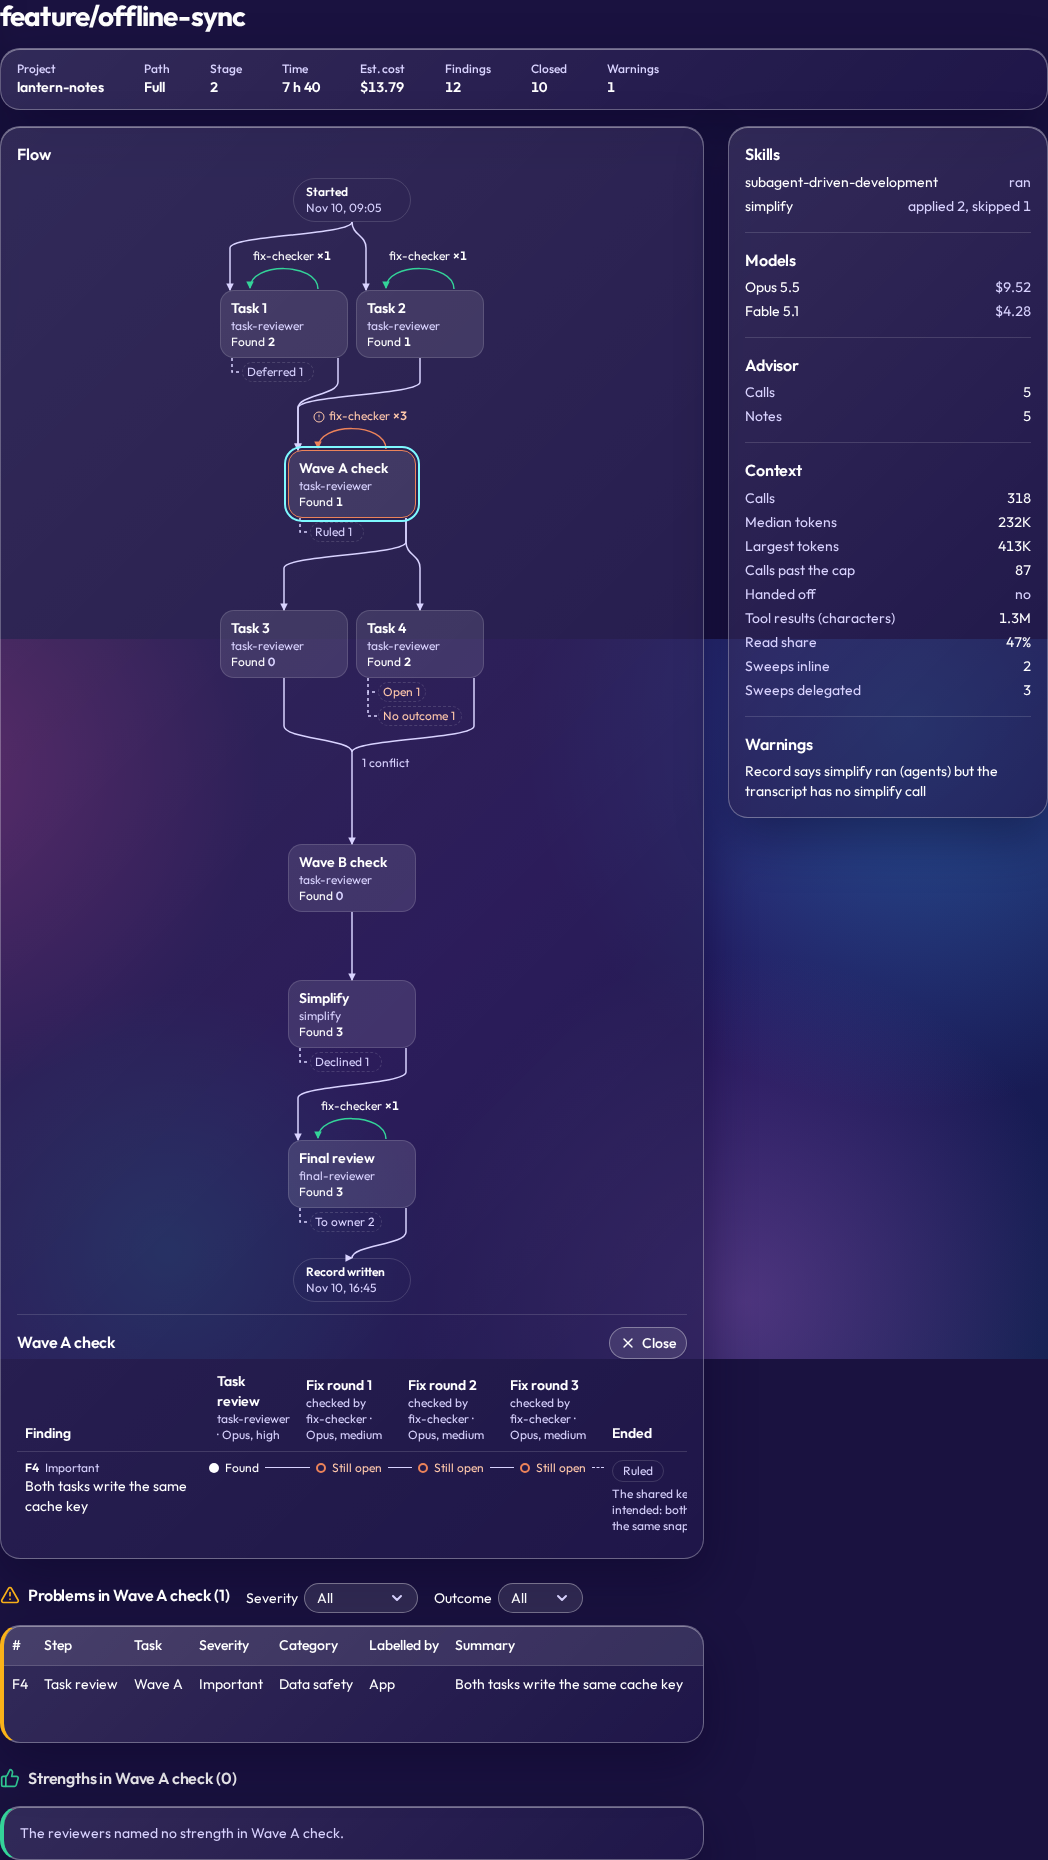 feature/offline-sync
Project Path Stage Time Est. cost Findings Closed Warnings
lantern-notes Full 2 7 h 40 $13.79 12 10 1
Flow
Started
Nov 10, 09:05
fix-checker ×1 fix-checker ×1
Task 1
task-reviewer
Found 2
Deferred 1
Task 2
task-reviewer
Found 1
fix-checker ×3
Wave A check
task-reviewer
Found 1
Ruled 1
Task 3
task-reviewer
Found 0
Task 4
task-reviewer
Found 2
Open 1
No outcome 1
1 conflict
Wave B check
task-reviewer
Found 0
Simplify
simplify
Found 3
Declined 1
fix-checker ×1
Final review
final-reviewer
Found 3
To owner 2
Record written
Nov 10, 16:45
Skills
subagent-driven-development ran
simplify applied 2, skipped 1
Models
Opus 5.5 $9.52
Fable 5.1 $4.28
Advisor
Calls 5
Notes 5
Context
Calls 318
Median tokens 232K
Largest tokens 413K
Calls past the cap 87
Handed off no
Tool results (characters) 1.3M
Read share 47%
Sweeps inline 2
Sweeps delegated 3
Warnings
Record says simplify ran (agents) but the
transcript has no simplify call
Wave A check
Close
Finding
Task
review
task-reviewer
· Opus, high
Fix round 1
checked by
fix-checker ·
Opus, medium
Fix round 2
checked by
fix-checker ·
Opus, medium
Fix round 3
checked by
fix-checker ·
Opus, medium
Ended
F4 Important
Both tasks write the same
cache key
Found Still open Still open Still open
Ruled
The shared ke
intended: both
the same snap
Problems in Wave A check (1) Severity All Outcome All
# Step Task Severity Category Labelled by Summary
F4 Task review Wave A Important Data safety App Both tasks write the same cache key
Strengths in Wave A check (0)
The reviewers named no strength in Wave A check.